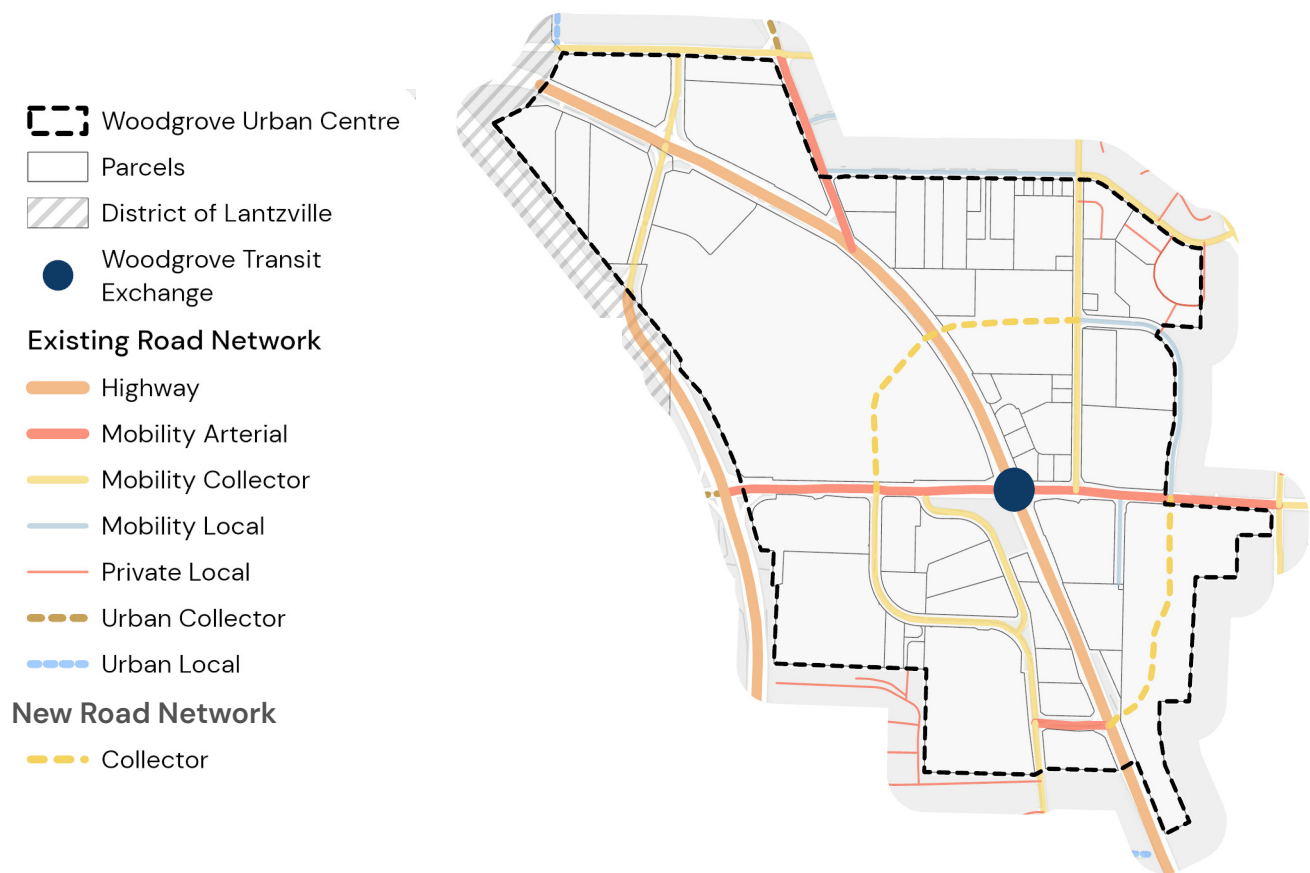 Woodgrove Urban Centre
Parcels
District of Lantzville
Woodgrove Transit
Exchange
Existing Road Network
Highway
Mobility Arterial
Mobility Collector
Mobility Local
Private Local
Urban Collector
Urban Local
New Road Network
Collector